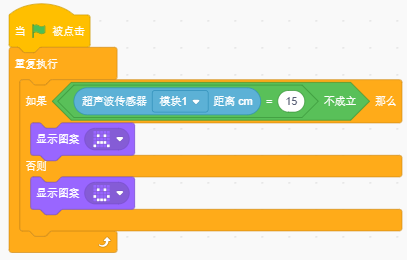 当 被点击
重复执行
如果 超声波传感器 模块1 距离 cm = 15 不成立 那么
显示图案
否则
显示图案